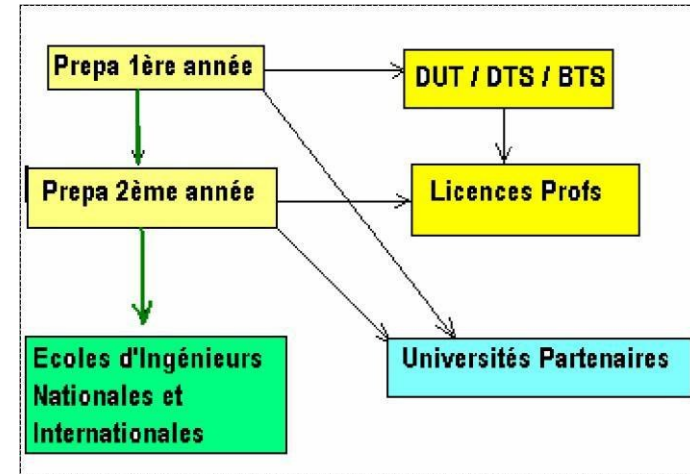 Prepa 1ère année
DUT / DTS / BTS
Prepa 2ème année
Licences Profs
Ecoles d'Ingénieurs
Nationales et
Internationales
Universités Partenaires